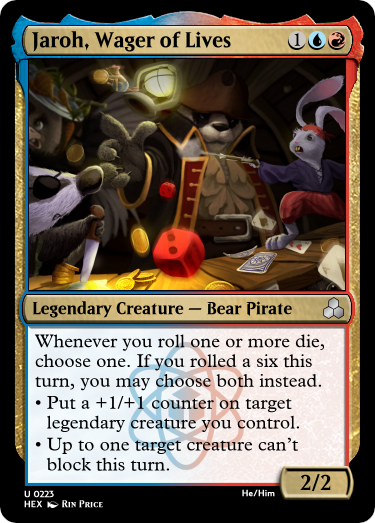 Jaroh, Wager of Lives 1
Legendary Creature — Bear Pirate
Whenever you roll one or more die,
choose one. If you rolled a six this
turn, you may choose both instead.
• Put a +1/+1 counter on target
legendary creature you control.
• Up to one target creature can't
block this turn.
2/2
U 0223 He/Him
HEX Rin Price